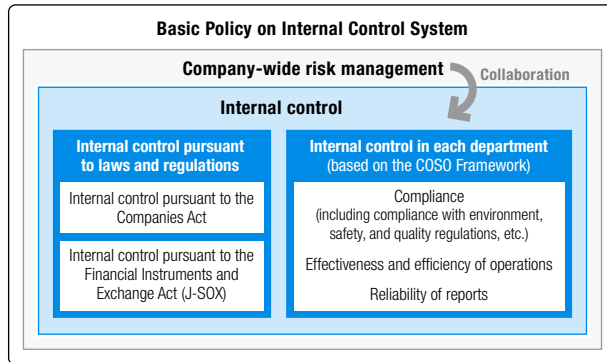 Basic Policy on Internal Control System
Company-wide risk management
Collaboration
Internal control
Internal control pursuant
to laws and regulations
Internal control pursuant to the
Companies Act
Internal control pursuant to the
Financial Instruments and
Exchange Act (J-SOX)
Internal control in each department
(based on the COSO Framework)
Compliance
(including compliance with environment,
safety, and quality regulations, etc.)
Effectiveness and efficiency of operations
Reliability of reports